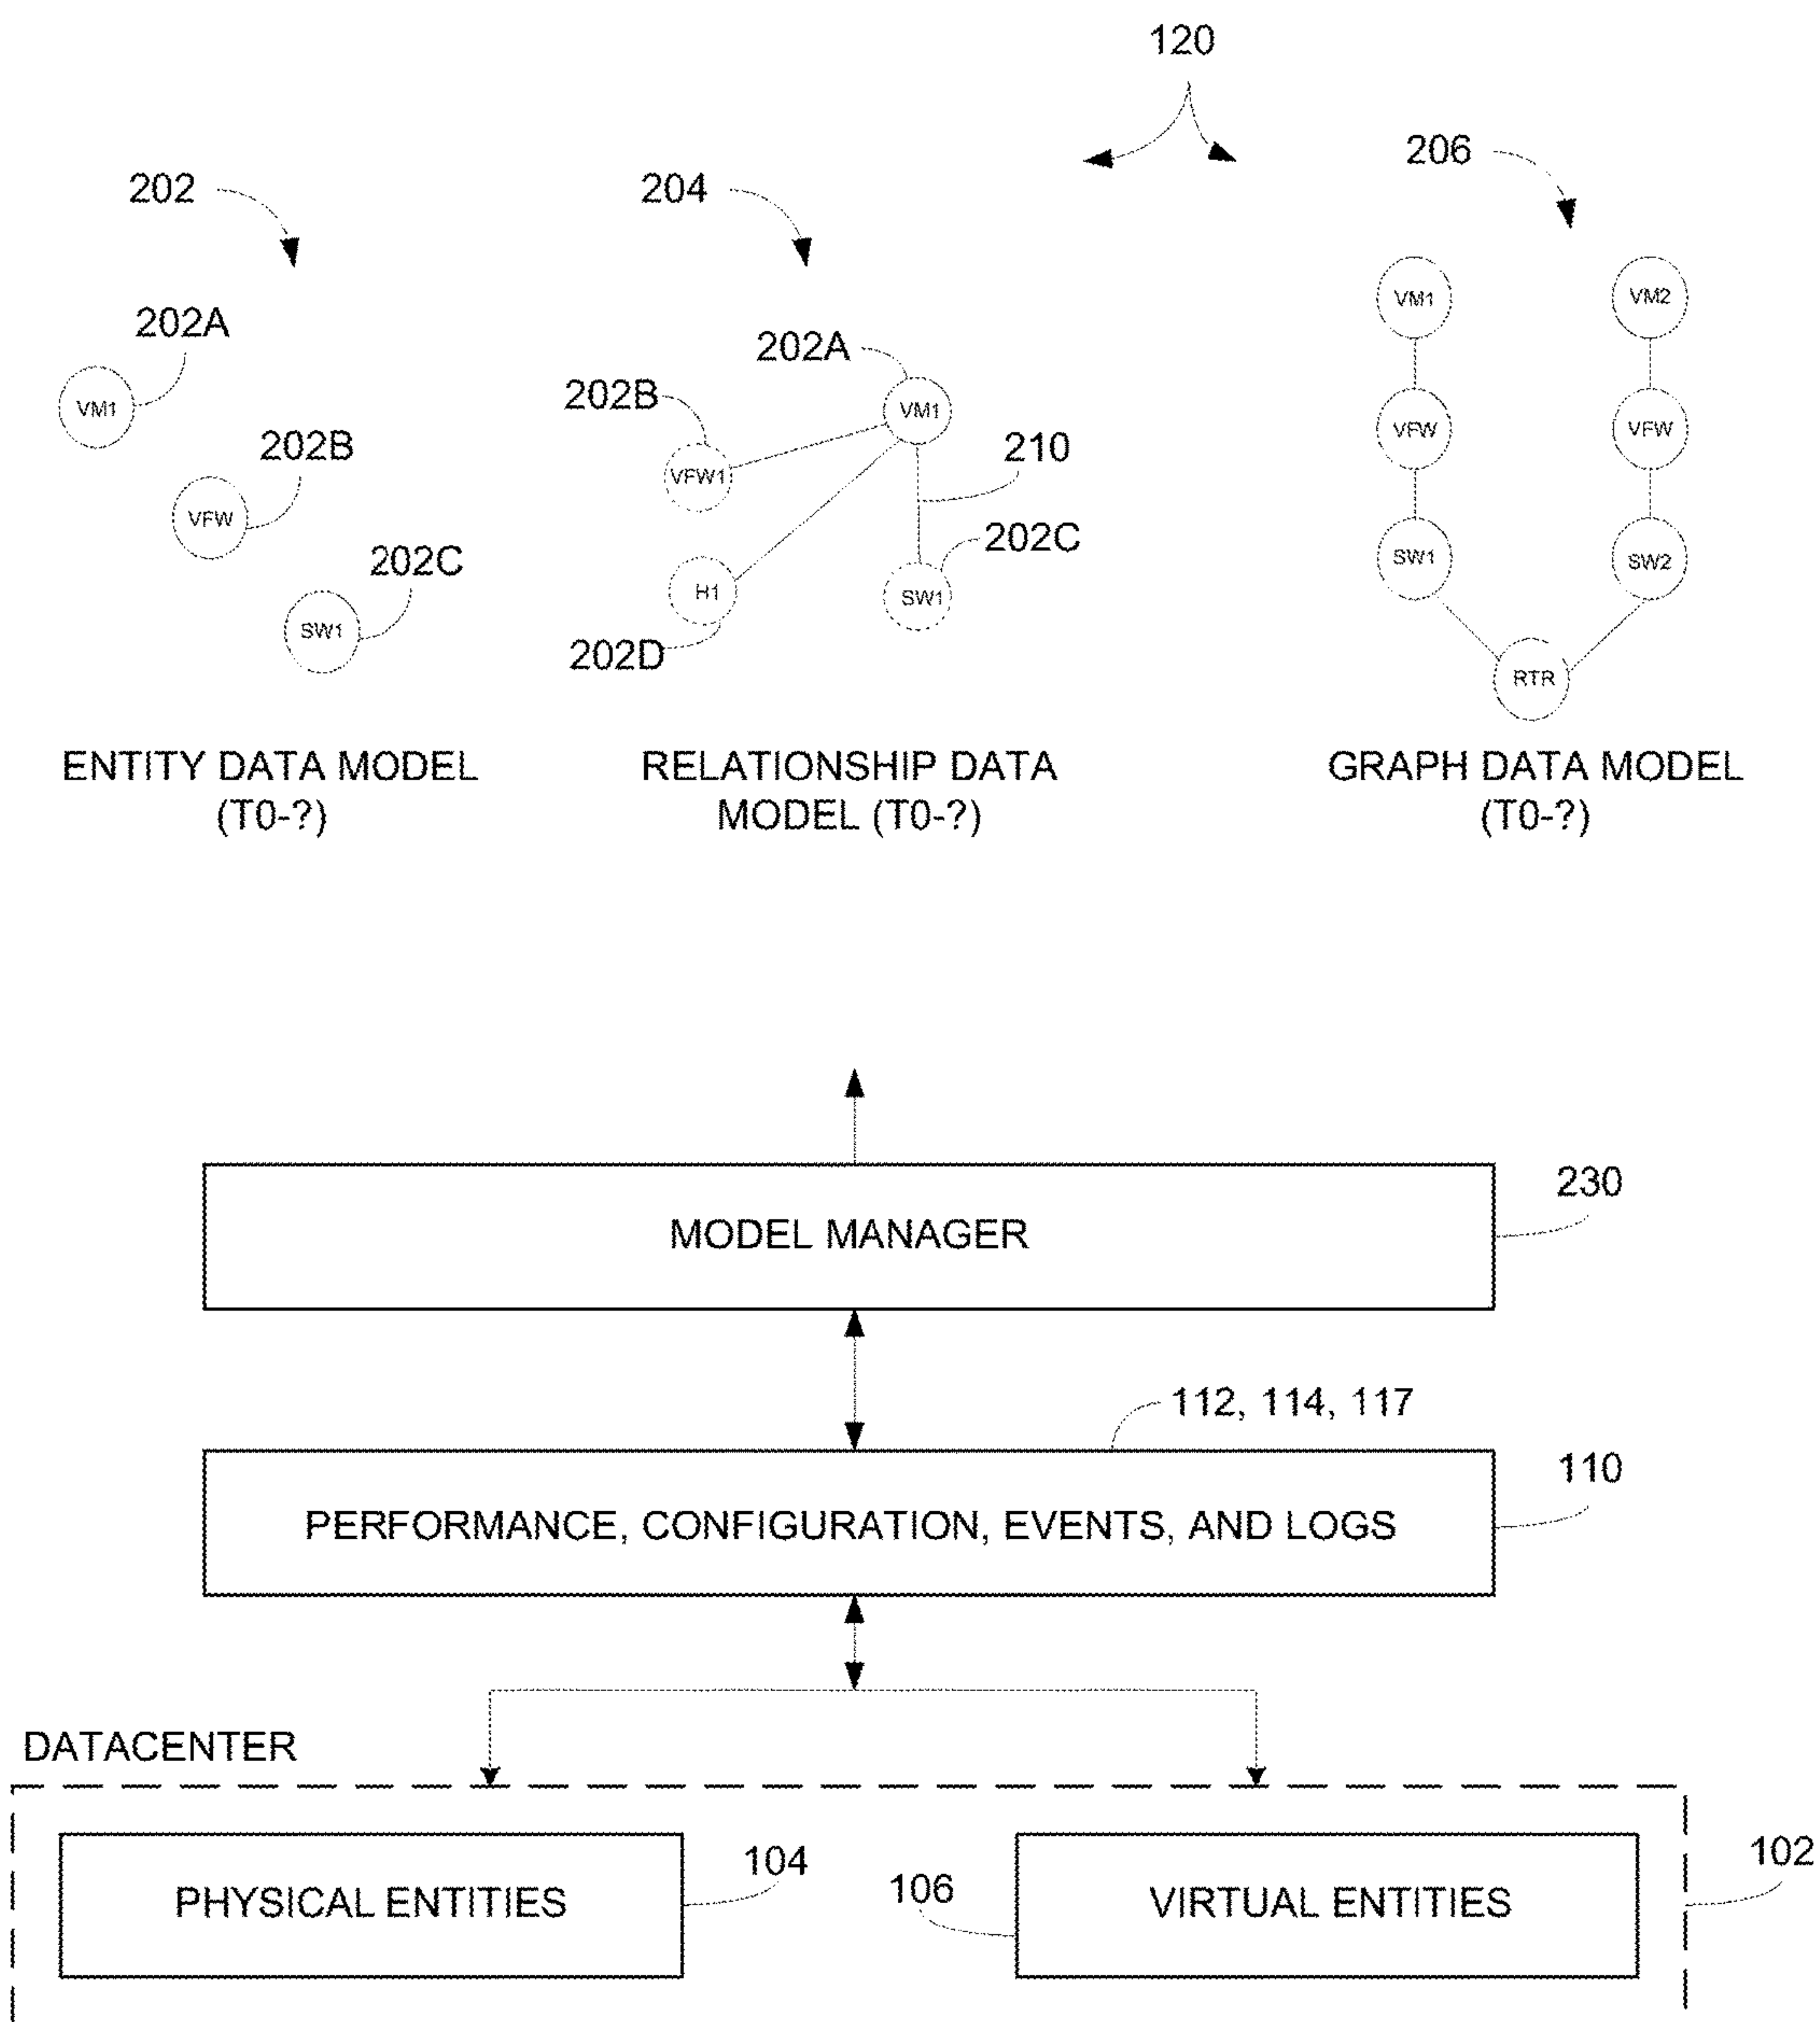 120
202
204
206
202A
VM1
202B
VFW
202C
SW1
ENTITY DATA MODEL
(T0-?)
202A
202B
VM1
VFW1
210
202C
H1
SW1
202D
RELATIONSHIP DATA
MODEL (T0-?)
VM1
VM2
VFW
VFW
SW1
SW2
RTR
GRAPH DATA MODEL
(T0-?)
230
MODEL MANAGER
112, 114, 117
110
PERFORMANCE, CONFIGURATION, EVENTS, AND LOGS
DATACENTER
104
PHYSICAL ENTITIES
106
VIRTUAL ENTITIES
102